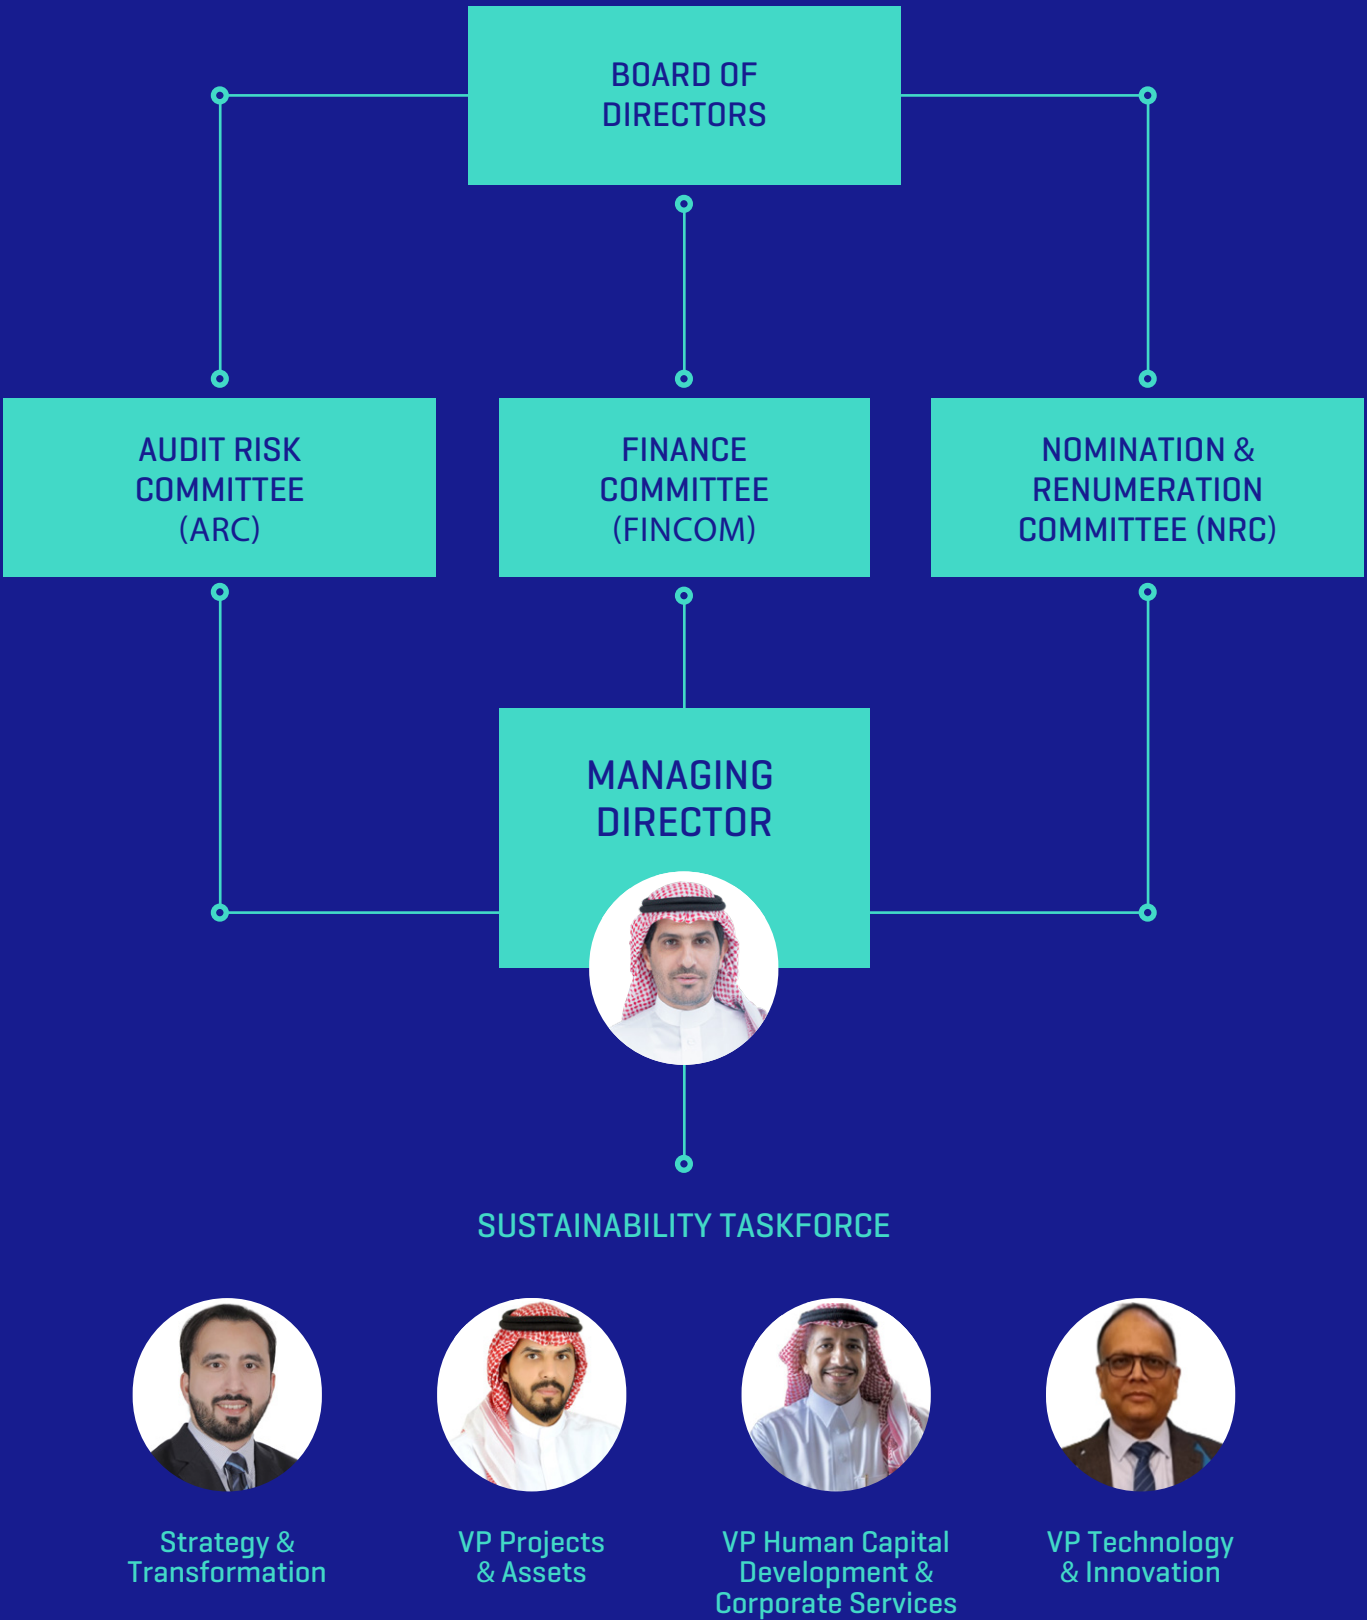 BOARD OF
DIRECTORS
AUDIT RISK
COMMITTEE
(ARC)
FINANCE
COMMITTEE
(FINCOM)
NOMINATION &
RENUMERATION
COMMITTEE (NRC)
MANAGING
DIRECTOR
SUSTAINABILITY TASKFORCE
Strategy &
Transformation
VP Projects
& Assets
VP Human Capital
Development &
Corporate Services
VP Technology
& Innovation